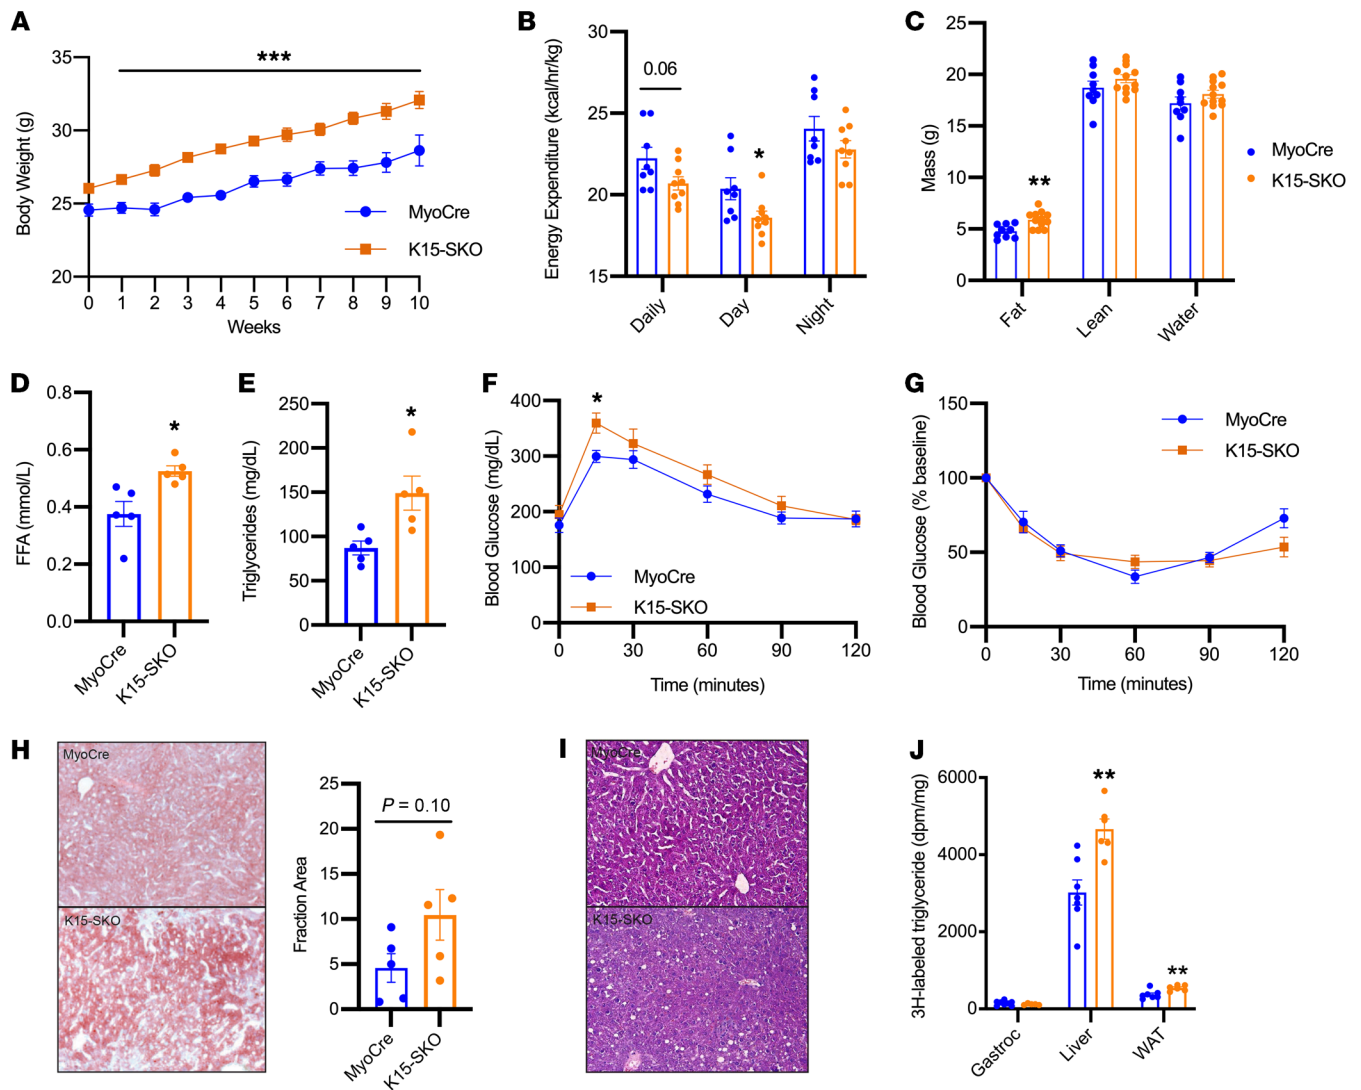 A
***
35
30
25
20
Body Weight (g)
MyoCre
K15-SKO
0 1 2 3 4 5 6 7 8 9 10
Weeks
B
30
25
20
15
Energy Expenditure (kcal/hr/kg)
0.06
*
Daily
Day
Night
C
25
20
15
10
5
0
Mass (g)
**
Fat
Lean
Water
MyoCre
K15-SKO
D
0.8
0.6
0.4
0.2
0.0
FFA (mmol/L)
*
MyoCre
K15-SKO
E
250
200
150
100
50
0
Triglycerides (mg/dL)
*
MyoCre
K15-SKO
F
400
300
200
100
0
Blood Glucose (mg/dL)
*
MyoCre
K15-SKO
0 30 60 90 120
Time (minutes)
G
150
100
50
0
Blood Glucose (% baseline)
MyoCre
K15-SKO
0 30 60 90 120
Time (minutes)
H
MyoCre
K15-SKO
25
20
15
10
5
0
Fraction Area
P = 0.10
MyoCre
K15-SKO
I
MyoCre
K15-SKO
J
6000
4000
2000
0
3H-labeled triglyceride (dpm/mg)
**
**
Gastroc
Liver
WAT